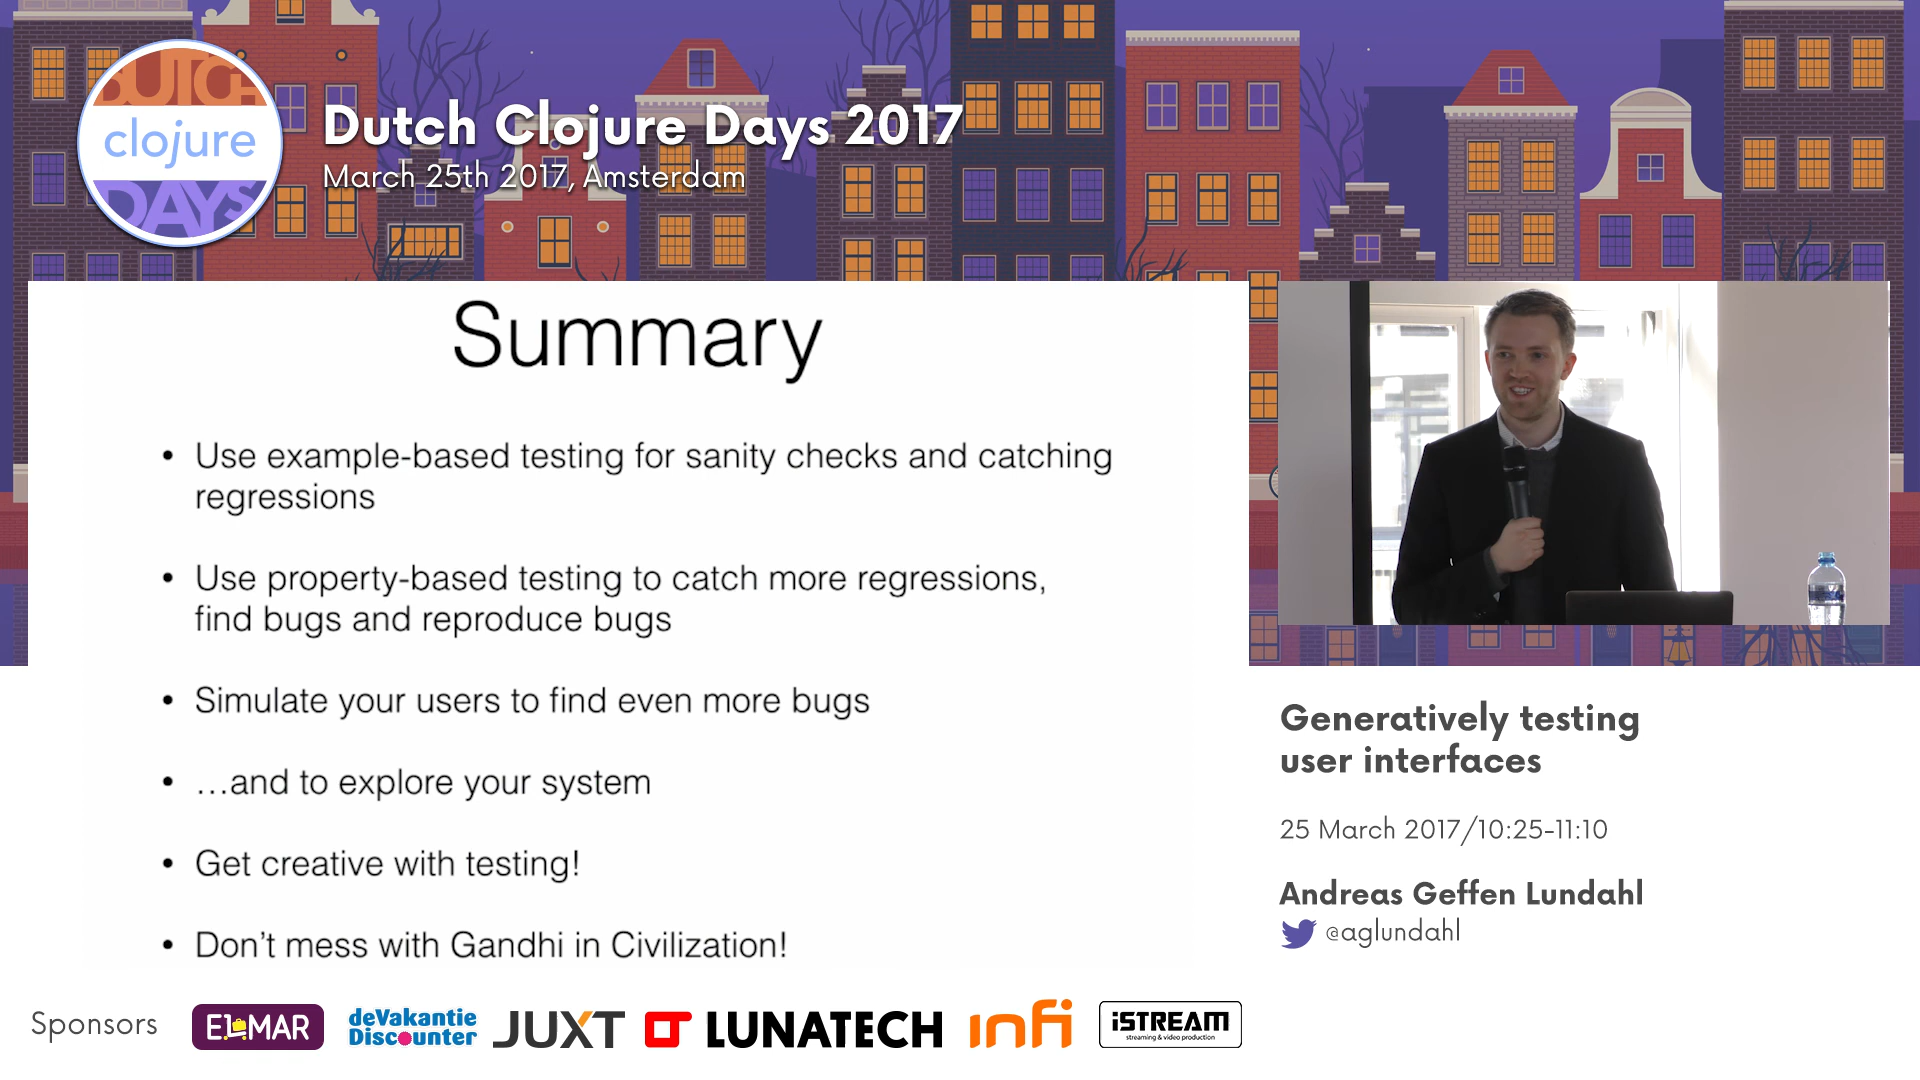 DUTCH
clojure
DAYS
Dutch Clojure Days 2017
March 25th 2017, Amsterdam
Summary
• Use example-based testing for sanity checks and catching
regressions
• Use property-based testing to catch more regressions,
find bugs and reproduce bugs
• Simulate your users to find even more bugs
• …and to explore your system
• Get creative with testing!
• Don’t mess with Gandhi in Civilization!
Generatively testing
user interfaces
25 March 2017/10:25-11:10
Andreas Geffen Lundahl
@aglundahl
Sponsors
ELMAR
deVakantie
Discounter
JUXT
LUNATECH
infi
iSTREAM
streaming & video production